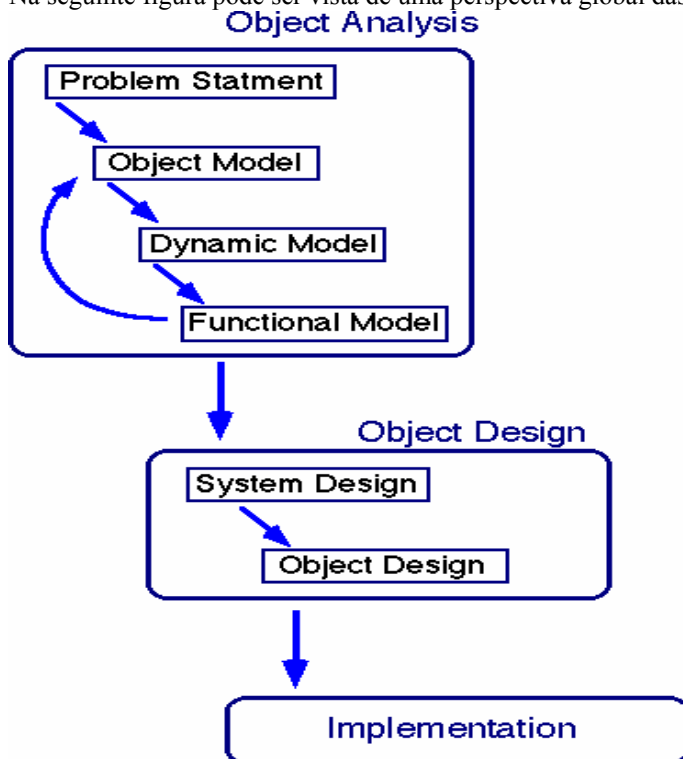 Na seguinte figura pode ser vista de uma perspectiva global das
Object Analysis
Problem Statment
Object Model
Dynamic Model
Functional Model
Object Design
System Design
Object Design
Implementation